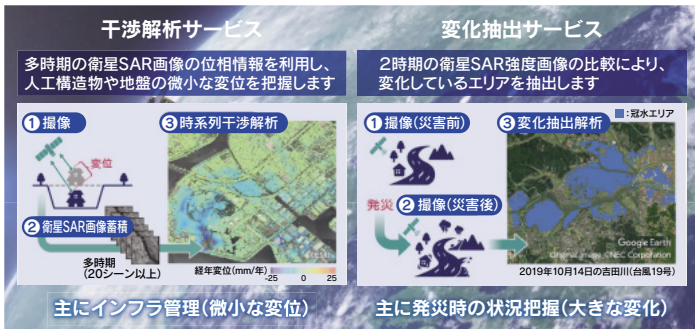 干渉解析サービス
多時期の衛星SAR画像の位相情報を利用し、
人工構造物や地盤の微小な変位を把握します
①撮像
変位
②衛星SAR画像蓄積
多時期
(20シーン以上)
③時系列干渉解析
経年変位(mm/年)
-25 0 25
主にインフラ管理(微小な変位)
変化抽出サービス
2時期の衛星SAR強度画像の比較により、
変化しているエリアを抽出します
①撮像(災害前)
発災
②撮像(災害後)
:冠水エリア
③変化抽出解析
Google Earth
Original Image ©NEC Corporation
2019年10月14日の吉田川(台風19号)
主に発災時の状況把握(大きな変化)